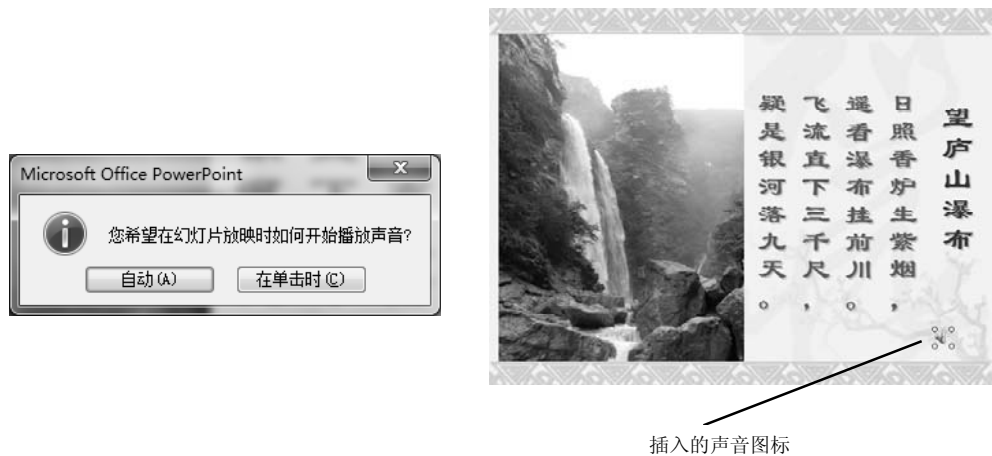 Microsoft Office PowerPoint
您希望在幻灯片放映时如何开始播放声音?
自动(A)
在单击时(C)
望庐山瀑布
日照香炉生紫烟，
遥看瀑布挂前川。
飞流直下三千尺，
疑是银河落九天。
插入的声音图标